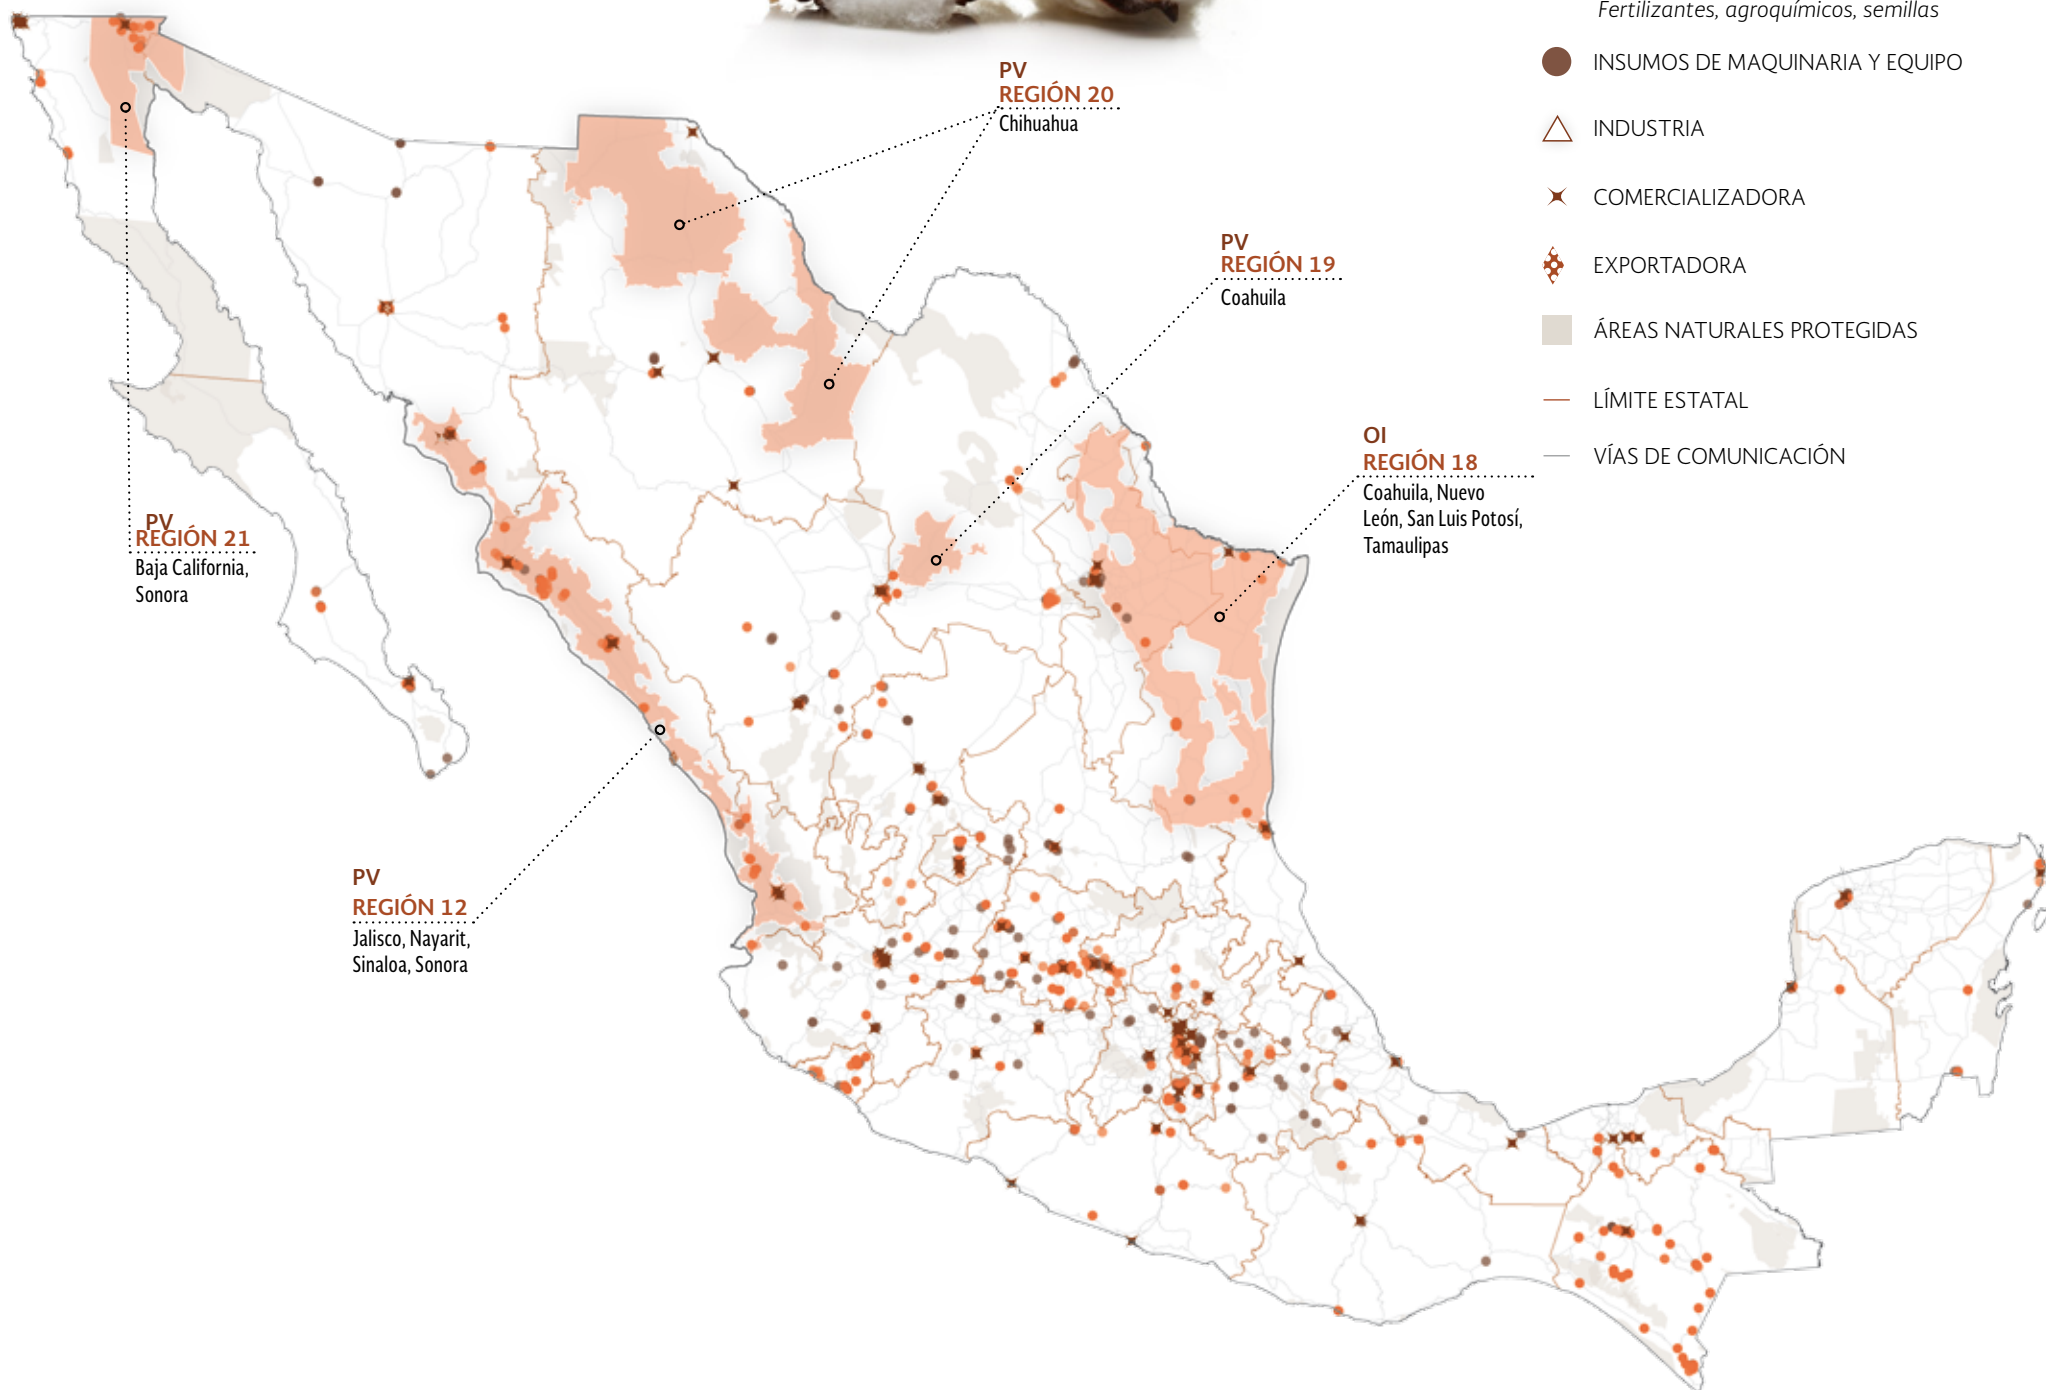 Fertilizantes, agroquímicos, semillas
INSUMOS DE MAQUINARIA Y EQUIPO
INDUSTRIA
COMERCIALIZADORA
EXPORTADORA
ÁREAS NATURALES PROTEGIDAS
LÍMITE ESTATAL
VÍAS DE COMUNICACIÓN
PV
REGIÓN 20
Chihuahua
PV
REGIÓN 19
Coahuila
OI
REGIÓN 18
Coahuila, Nuevo
León, San Luis Potosí,
Tamaulipas
PV
REGIÓN 21
Baja California,
Sonora
PV
REGIÓN 12
Jalisco, Nayarit,
Sinaloa, Sonora